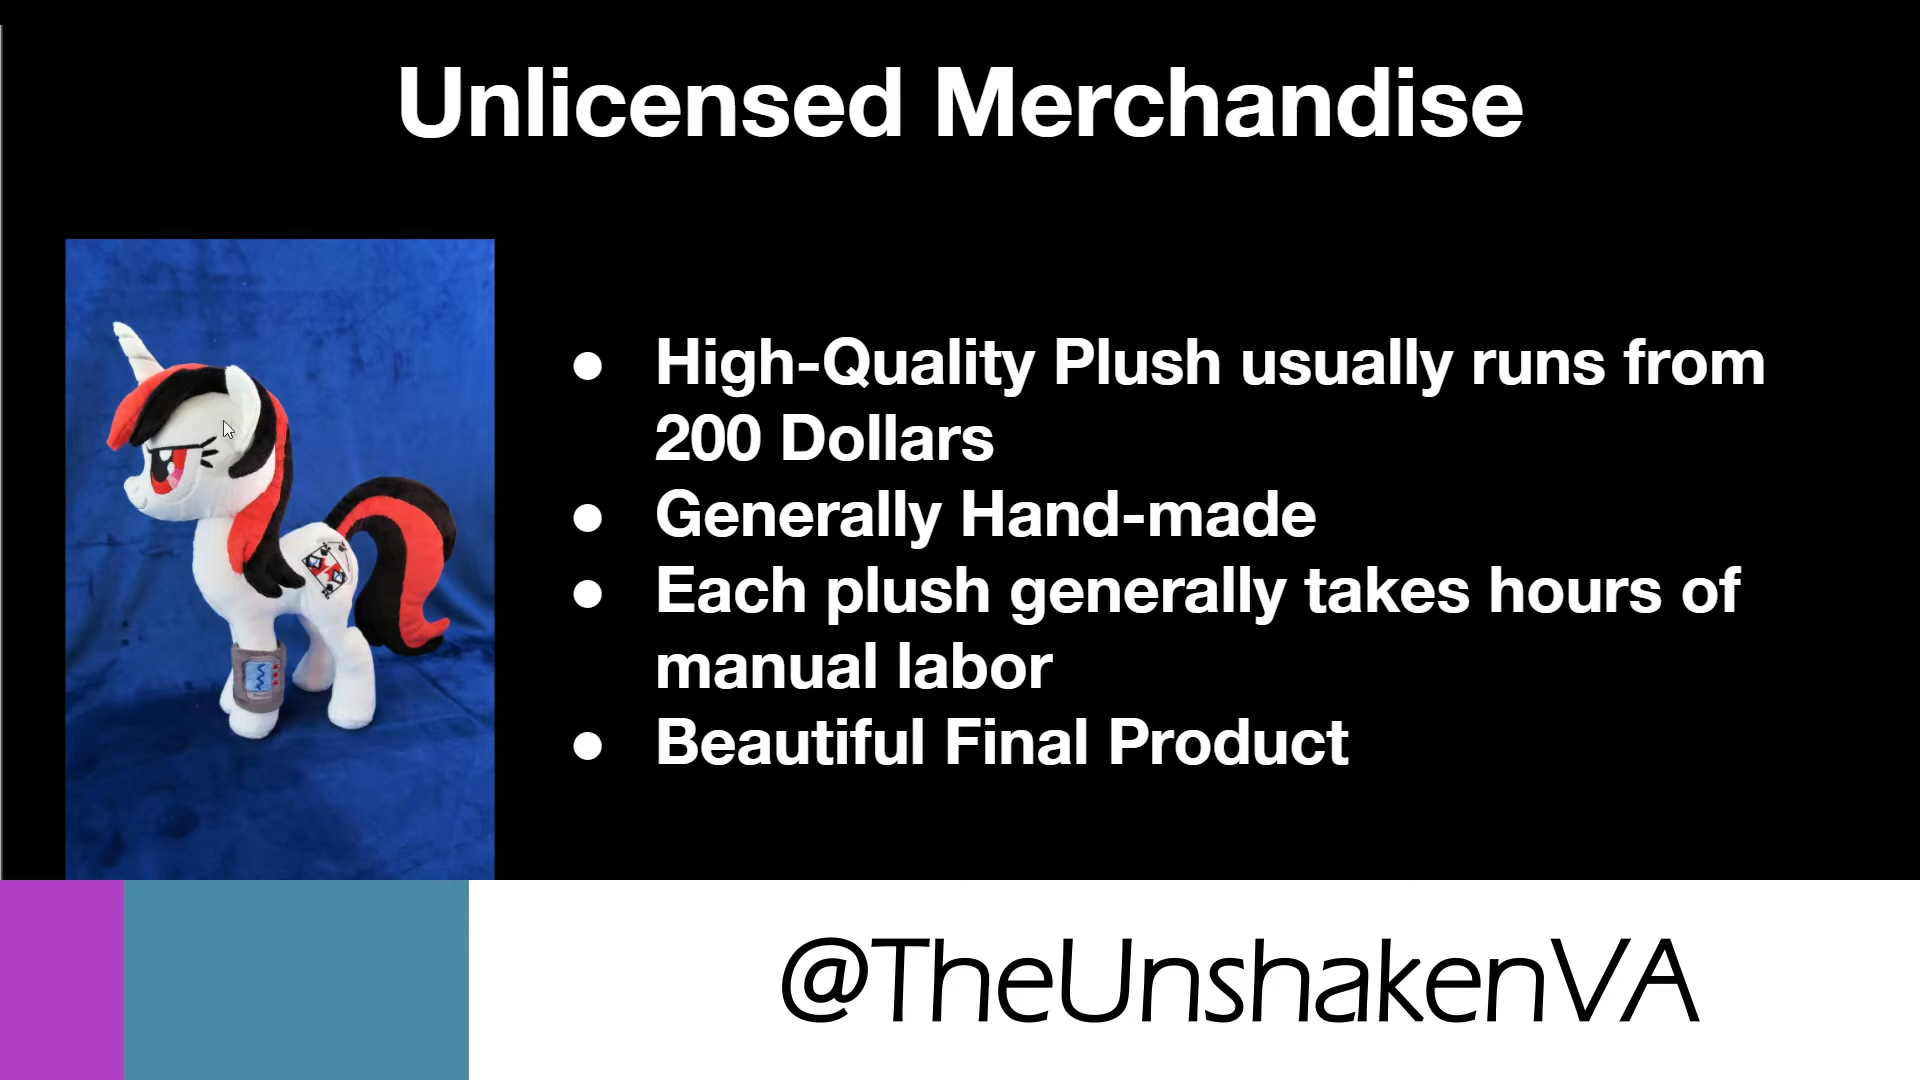 Unlicensed Merchandise
● High-Quality Plush usually runs from
200 Dollars
● Generally Hand-made
● Each plush generally takes hours of
manual labor
● Beautiful Final Product
@TheUnshakenVA